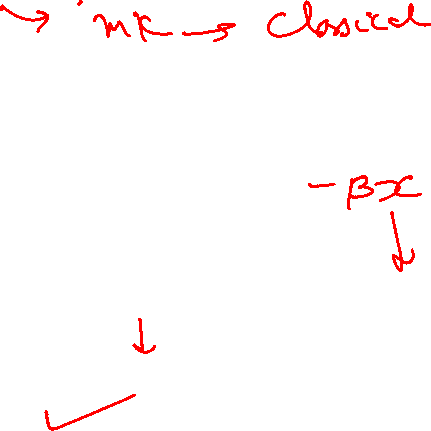 → mk → Classical
- βx